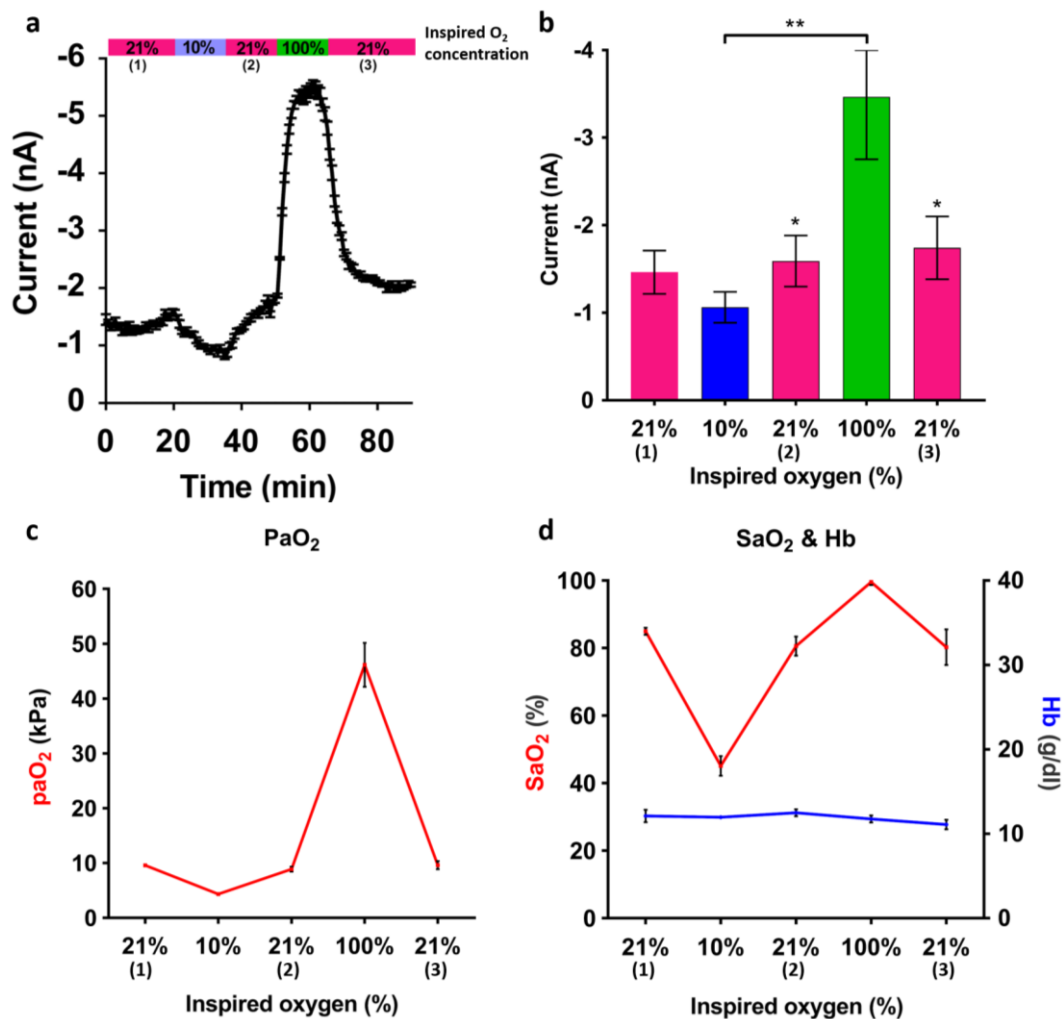 a
21% 10% 21% 100% 21%
(1) (2) (3)
Inspired O2
concentration
-6
-5
-4
-3
-2
-1
0
Current (nA)
0 20 40 60 80
Time (min)
b
**
* *
-4
-3
-2
-1
0
Current (nA)
21% 10% 21% 100% 21%
(1) (2) (3)
Inspired oxygen (%)
c
PaO2
60
50
40
30
20
10
0
paO2 (kPa)
21% 10% 21% 100% 21%
(1) (2) (3)
Inspired oxygen (%)
d
SaO2 & Hb
100
80
60
40
20
0
SaO2 (%)
40
30
20
10
0
Hb (g/dl)
21% 10% 21% 100% 21%
(1) (2) (3)
Inspired oxygen (%)